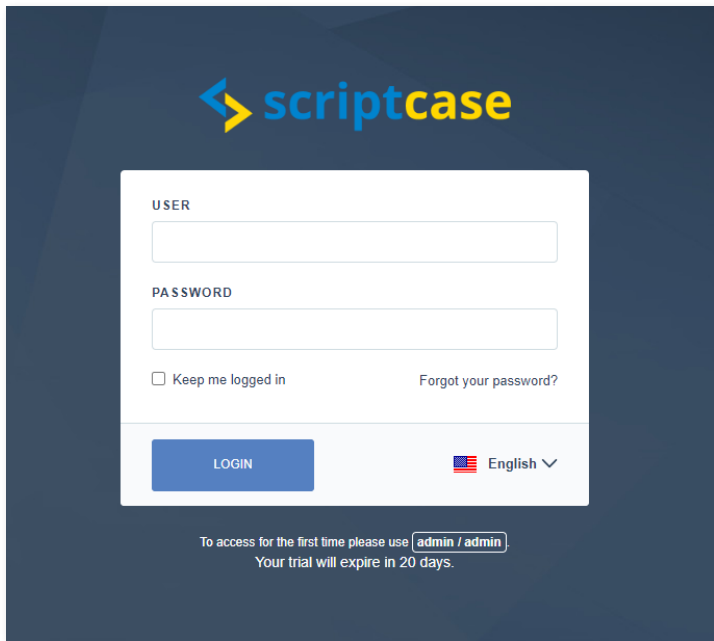 scriptcase
USER
PASSWORD
Keep me logged in
Forgot your password?
LOGIN
English
To access for the first time please use admin / admin.
Your trial will expire in 20 days.